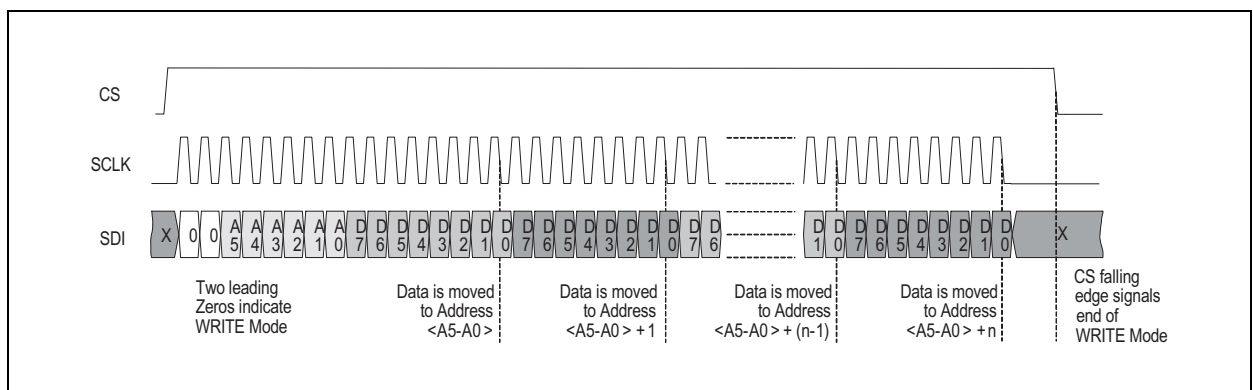 CS
SCLK
SDI
X 0 0 A5 A4 A3 A2 A1 A0 D7 D6 D5 D4 D3 D2 D1 D0 D7 D6 D5 D4 D3 D2 D1 D0 D7 D6 D1 D0 D7 D6 D5 D4 D3 D2 D1 D0 X
Two leading
Zeros indicate
WRITE Mode
Data is moved
to Address
<A5-A0>
Data is moved
to Address
<A5-A0> + 1
Data is moved
to Address
<A5-A0> + (n-1)
Data is moved
to Address
<A5-A0> + n
CS falling
edge signals
end of
WRITE Mode